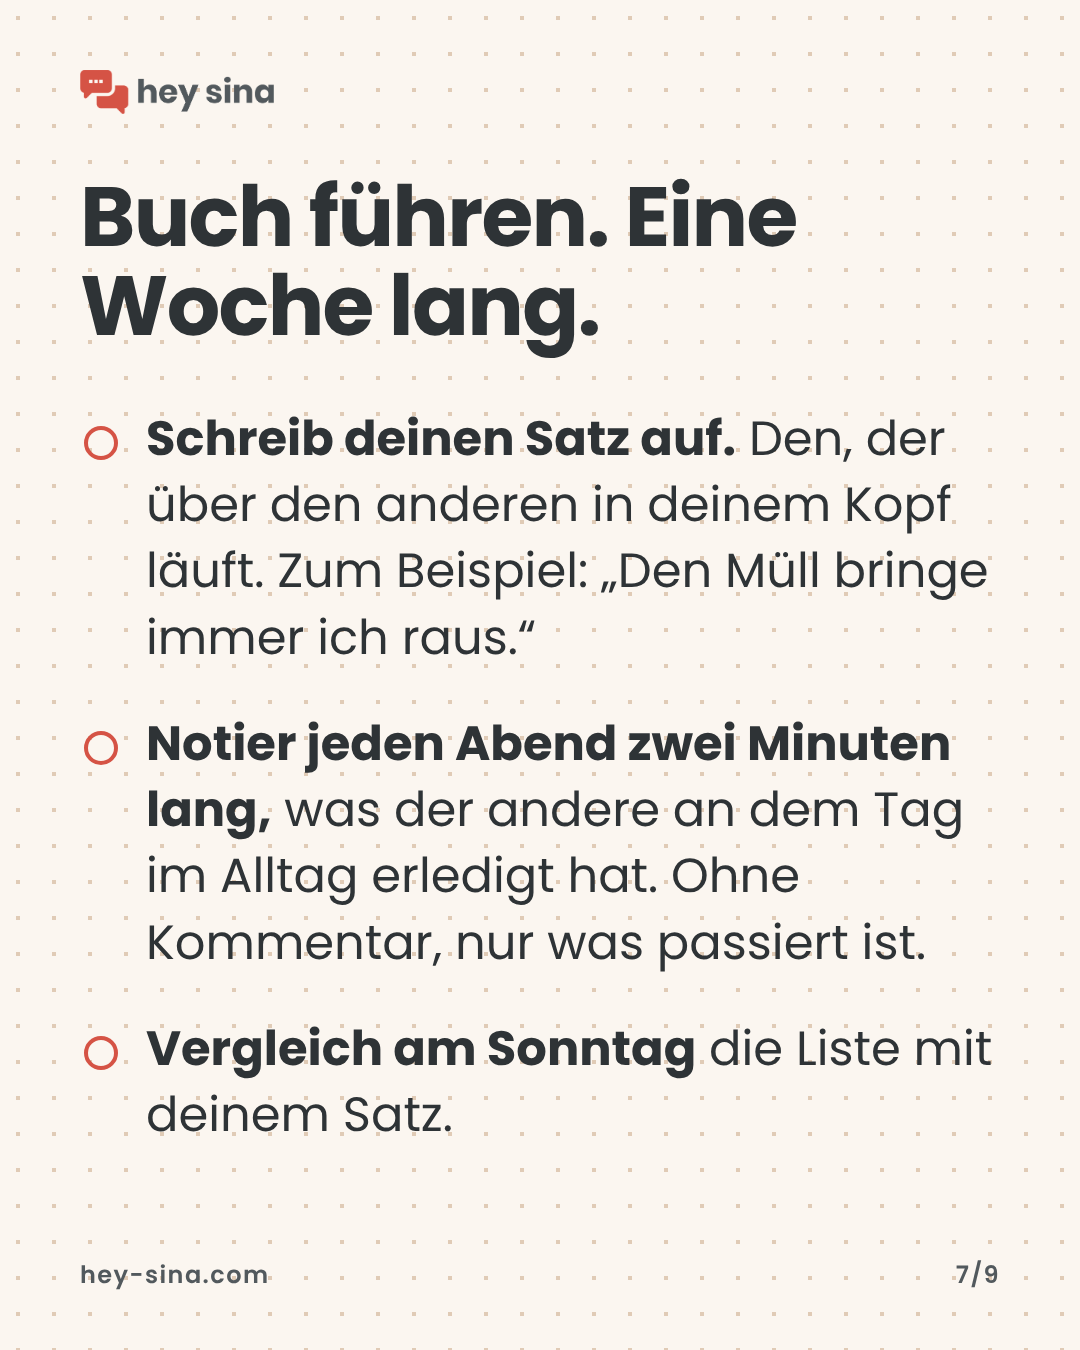 hey sina
Buch führen. Eine
Woche lang.
Schreib deinen Satz auf. Den, der
über den anderen in deinem Kopf
läuft. Zum Beispiel: „Den Müll bringe
immer ich raus.“
Notier jeden Abend zwei Minuten
lang, was der andere an dem Tag
im Alltag erledigt hat. Ohne
Kommentar, nur was passiert ist.
Vergleich am Sonntag die Liste mit
deinem Satz.
hey-sina.com
7/9